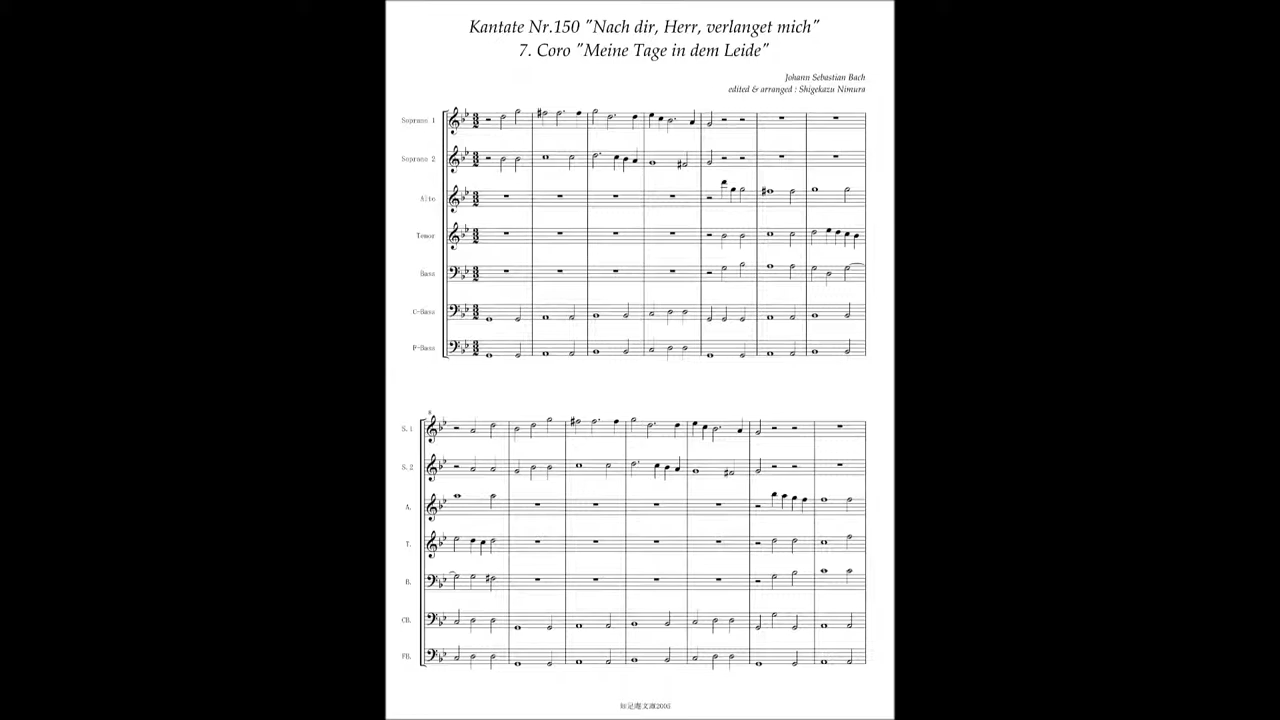 Kantate Nr.150 "Nach dir, Herr, verlanget mich"
7. Coro "Meine Tage in dem Leide"
Johann Sebastian Bach
edited & arranged : Shigekazu Nimura
Soprano 1
Soprano 2
Alto
Tenor
Bass
C-Bass
F-Bass
8
S. 1
S. 2
A.
T.
B.
CB.
FB.